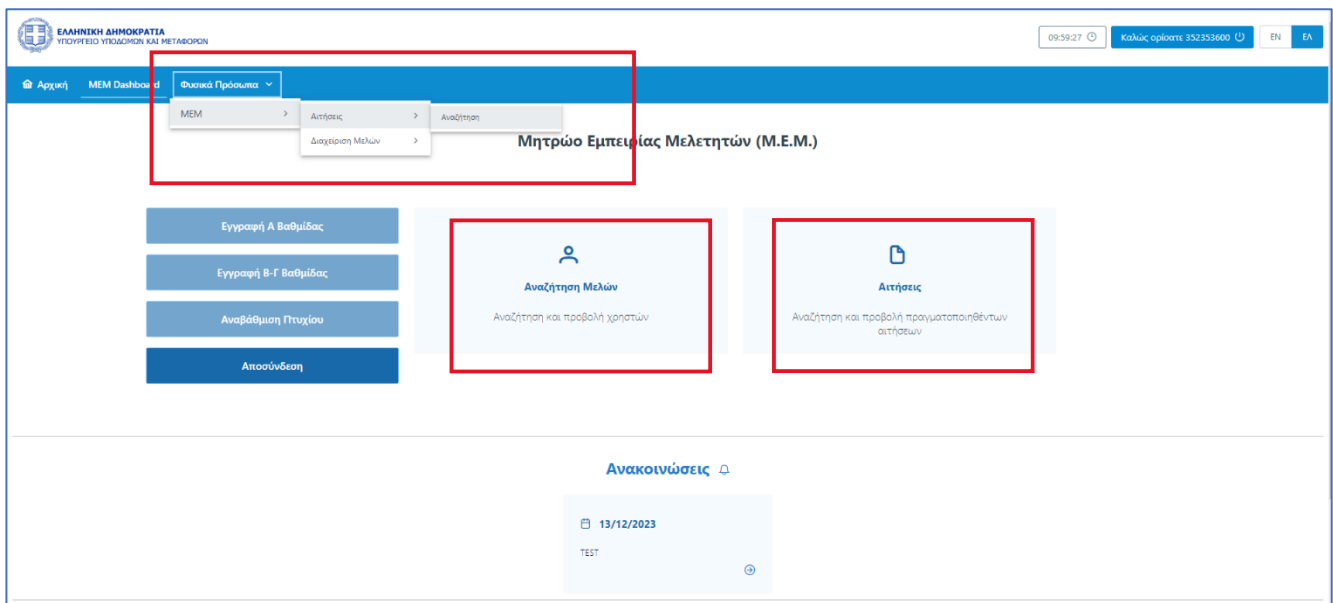 ΕΛΛΗΝΙΚΗ ΔΗΜΟΚΡΑΤΙΑ
ΥΠΟΥΡΓΕΙΟ ΥΠΟΔΟΜΩΝ ΚΑΙ ΜΕΤΑΦΟΡΩΝ
09:59:27
Καλώς ορίσατε 352353600
EN
ΕΛ
Αρχική
MEM Dashboard
Φυσικά Πρόσωπα
MEM
Αιτήσεις
Αναζήτηση
Διαχείριση Μελών
Μητρώο Εμπειρίας Μελετητών (Μ.Ε.Μ.)
Εγγραφή Α Βαθμίδας
Εγγραφή Β-Γ Βαθμίδας
Αναβάθμιση Πτυχίου
Αποσύνδεση
Αναζήτηση Μελών
Αναζήτηση και προβολή χρηστών
Αιτήσεις
Αναζήτηση και προβολή πραγματοποιηθέντων
αιτήσεων
Ανακοινώσεις
13/12/2023
TEST